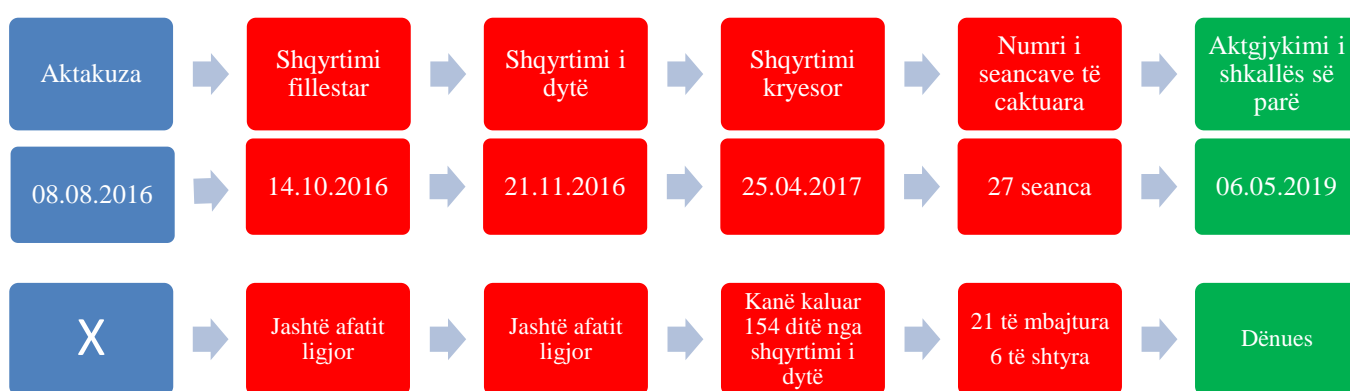 Aktakuza
Shqyrtimi
fillestar
Shqyrtimi i
dytë
Shqyrtimi
kryesor
Numri i
seancave të
caktuara
Aktgjykimi i
shkallës së
parë
08.08.2016
14.10.2016
21.11.2016
25.04.2017
27 seanca
06.05.2019
X
Jashtë afatit
ligjor
Jashtë afatit
ligjor
Kanë kaluar
154 ditë nga
shqyrtimi i
dytë
21 të mbajtura
6 të shtyra
Dënues